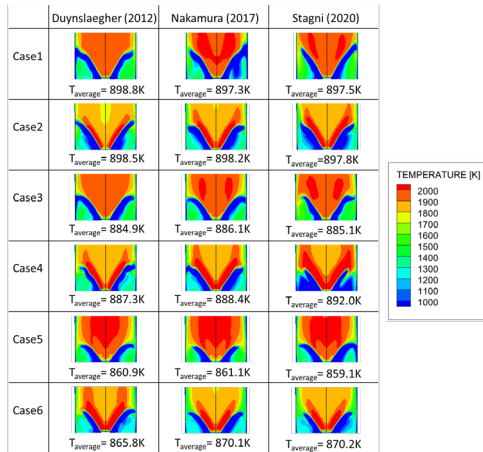 Duynslaegher (2012) Nakamura (2017) Stagni (2020)
Case1
Taverage= 898.8K Taverage= 897.3K Taverage= 897.5K
Case2
Taverage= 898.5K Taverage= 898.2K Taverage=897.8K
Case3
Taverage= 884.9K Taverage= 886.1K Taverage= 885.1K
Case4
Taverage= 887.3K Taverage= 888.4K Taverage= 892.0K
Case5
Taverage= 860.9K Taverage= 861.1K Taverage= 859.1K
Case6
Taverage= 865.8K Taverage= 870.1K Taverage= 870.2K
TEMPERATURE [K]
2000
1900
1800
1700
1600
1500
1400
1300
1200
1100
1000